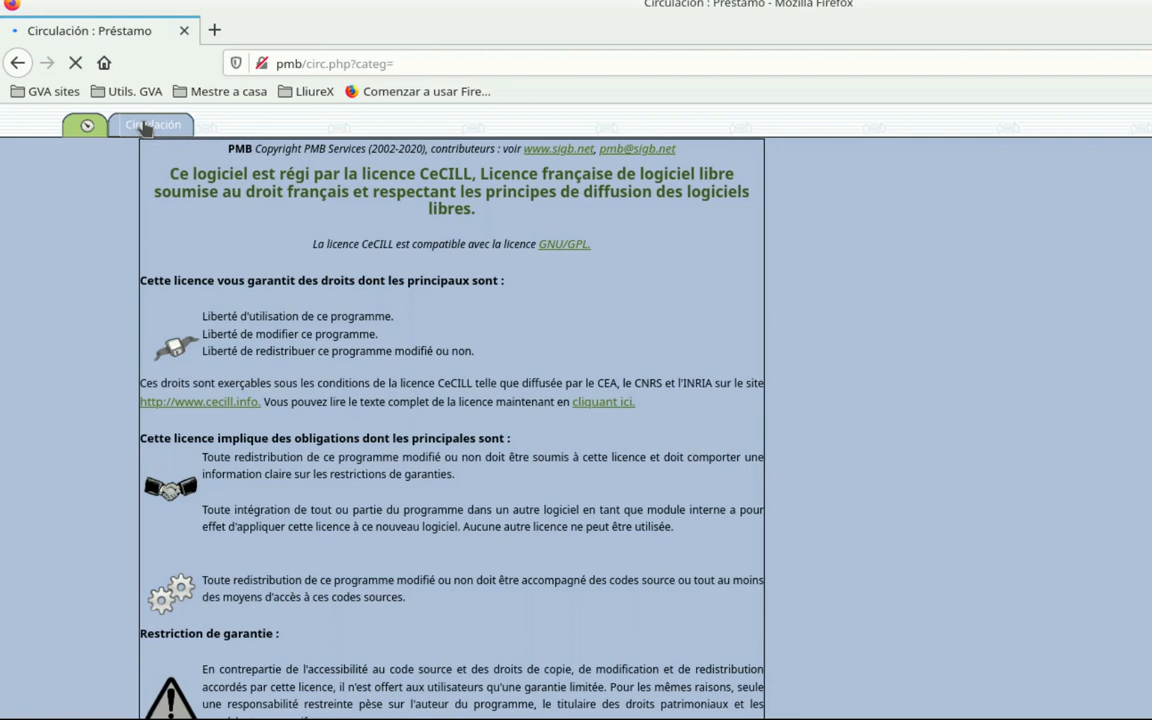 Circulación : Préstamo - Mozilla Firefox
Circulación : Préstamo
pmb/circ.php?categ=
GVA sites Utils. GVA Mestre a casa LliureX Comenzar a usar Fire...
Circulación
PMB Copyright PMB Services (2002-2020), contributeurs : voir www.sigb.net, pmb@sigb.net
Ce logiciel est régi par la licence CeCILL, Licence française de logiciel libre
soumise au droit français et respectant les principes de diffusion des logiciels
libres.
La licence CeCILL est compatible avec la licence GNU/GPL.
Cette licence vous garantit des droits dont les principaux sont :
Liberté d'utilisation de ce programme.
Liberté de modifier ce programme.
Liberté de redistribuer ce programme modifié ou non.
Ces droits sont exerçables sous les conditions de la licence CeCILL telle que diffusée par le CEA, le CNRS et l'INRIA sur le site
http://www.cecill.info. Vous pouvez lire le texte complet de la licence maintenant en cliquant ici.
Cette licence implique des obligations dont les principales sont :
Toute redistribution de ce programme modifié ou non doit être soumis à cette licence et doit comporter une
information claire sur les restrictions de garanties.
Toute intégration de tout ou partie du programme dans un autre logiciel en tant que module interne a pour
effet d'appliquer cette licence à ce nouveau logiciel. Aucune autre licence ne peut être utilisée.
Toute redistribution de ce programme modifié ou non doit être accompagné des codes source ou tout au moins
des moyens d'accès à ces codes sources.
Restriction de garantie :
En contrepartie de l'accessibilité au code source et des droits de copie, de modification et de redistribution
accordés par cette licence, il n'est offert aux utilisateurs qu'une garantie limitée. Pour les mêmes raisons, seule
une responsabilité restreinte pèse sur l'auteur du programme, le titulaire des droits patrimoniaux et les